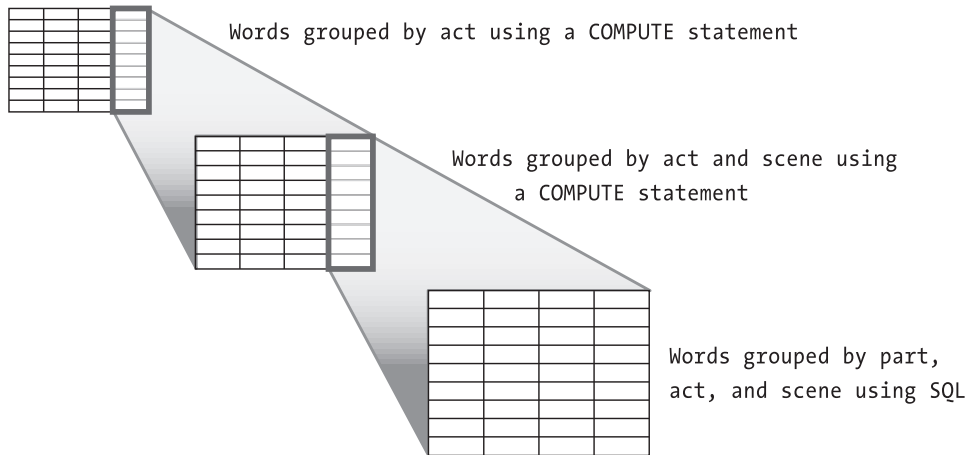 Words grouped by act using a COMPUTE statement
Words grouped by act and scene using
a COMPUTE statement
Words grouped by part,
act, and scene using SQL